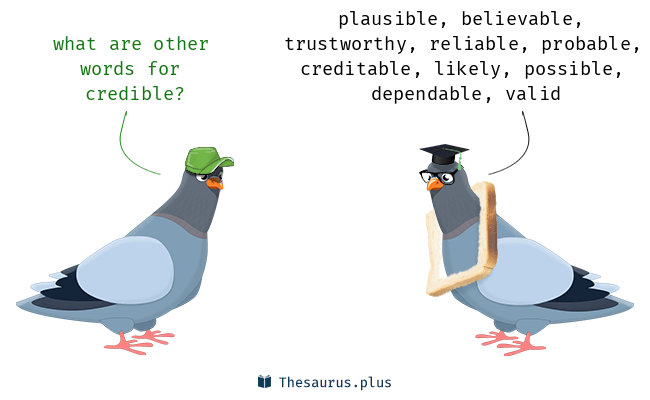 what are other
words for
credible?
plausible, believable,
trustworthy, reliable, probable,
creditable, likely, possible,
dependable, valid
Thesaurus.plus